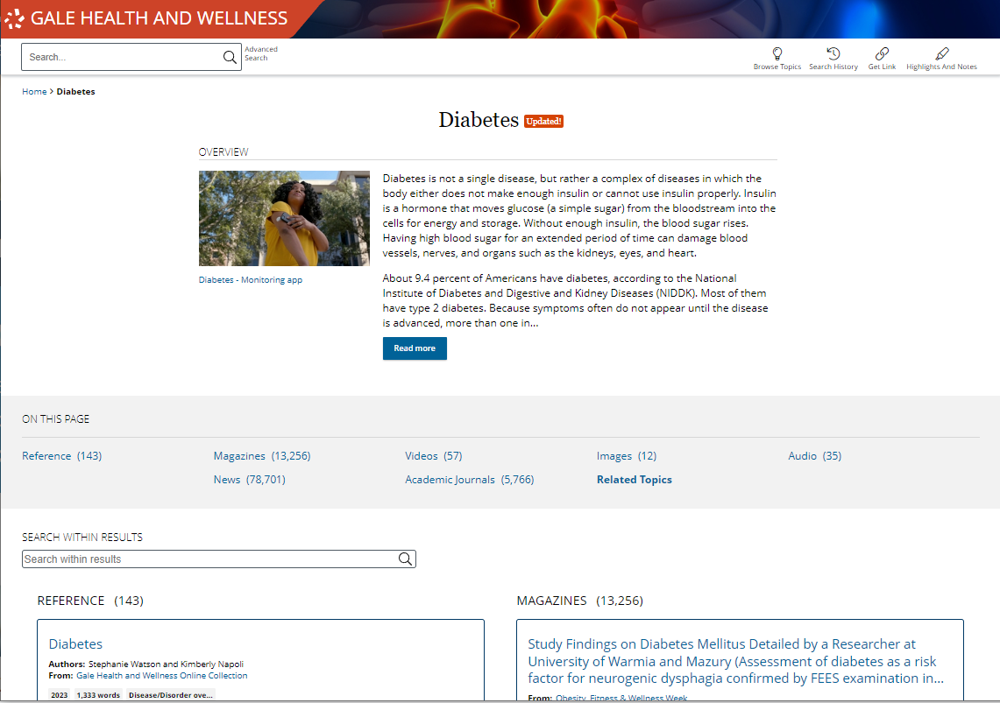 GALE HEALTH AND WELLNESS
Search...
Advanced
Search
Browse Topics
Search History
Get Link
Highlights And Notes
Home > Diabetes
Diabetes Updated!
OVERVIEW
Diabetes - Monitoring app
Diabetes is not a single disease, but rather a complex of diseases in which the
body either does not make enough insulin or cannot use insulin properly. Insulin
is a hormone that moves glucose (a simple sugar) from the bloodstream into the
cells for energy and storage. Without enough insulin, the blood sugar rises.
Having high blood sugar for an extended period of time can damage blood
vessels, nerves, and organs such as the kidneys, eyes, and heart.
About 9.4 percent of Americans have diabetes, according to the National
Institute of Diabetes and Digestive and Kidney Diseases (NIDDK). Most of them
have type 2 diabetes. Because symptoms often do not appear until the disease
is advanced, more than one in...
Read more
ON THIS PAGE
Reference (143)
Magazines (13,256)
Videos (57)
Images (12)
Audio (35)
News (78,701)
Academic Journals (5,766)
Related Topics
SEARCH WITHIN RESULTS
Search within results
REFERENCE (143)
Diabetes
Authors: Stephanie Watson and Kimberly Napoli
From: Gale Health and Wellness Online Collection
2023 1,333 words Disease/Disorder ove...
MAGAZINES (13,256)
Study Findings on Diabetes Mellitus Detailed by a Researcher at
University of Warmia and Mazury (Assessment of diabetes as a risk
factor for neurogenic dysphagia confirmed by FEES examination in...
From: Obesity, Fitness & Wellness Week